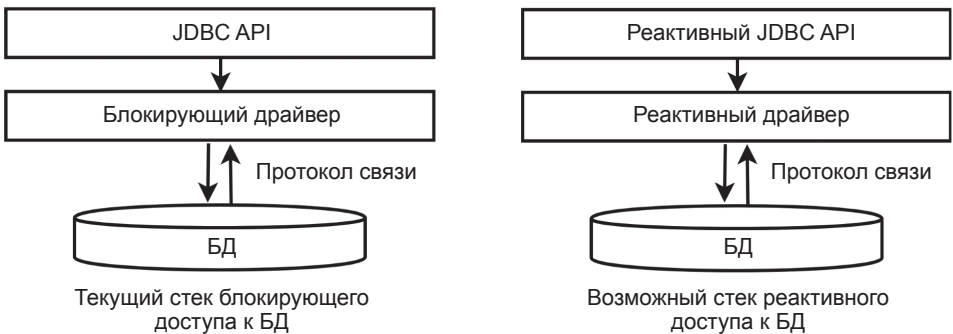 JDBC API
Блокирующий драйвер
Протокол связи
БД
Текущий стек блокирующего
доступа к БД
Реактивный JDBC API
Реактивный драйвер
Протокол связи
БД
Возможный стек реактивного
доступа к БД